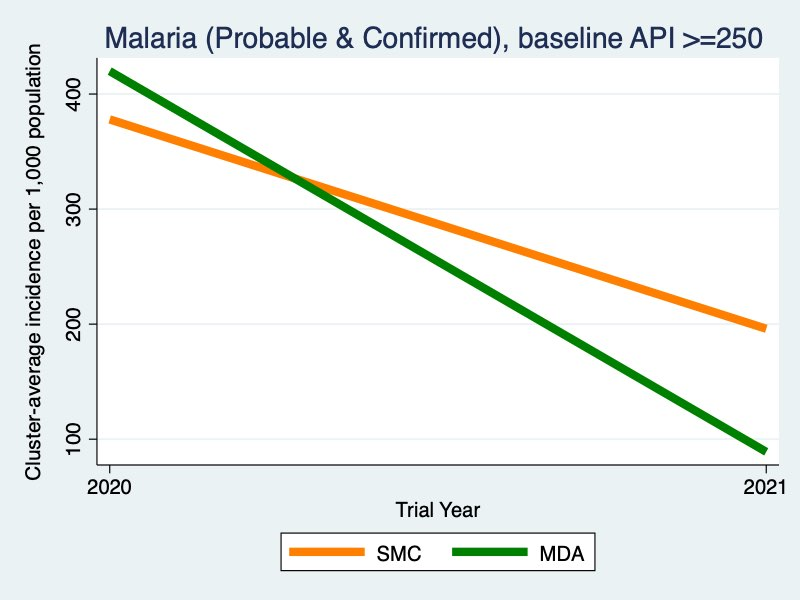 Malaria (Probable & Confirmed), baseline API >=250
Cluster-average incidence per 1,000 population
400
300
200
100
2020
2021
Trial Year
SMC
MDA